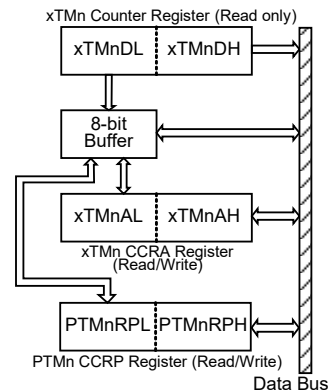 xTMn Counter Register (Read only)
xTMnDL xTMnDH
8-bit
Buffer
xTMnAL xTMnAH
xTMn CCRA Register
(Read/Write)
PTMnRPL PTMnRPH
PTMn CCRP Register (Read/Write)
Data Bus